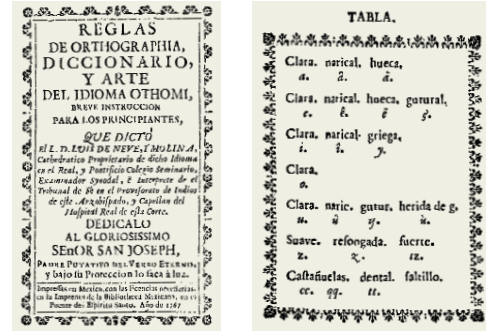 REGLAS
DE ORTHOGRAPHIA,
DICCIONARIO,
Y ARTE
DEL IDIOMA OTHOMI,
BREVE INSTRUCCION
PARA LOS PRINCIPIANTES,
QUE DICTÓ
El L. D. LUIS DE NEVE, Y MOLINA,
Cathedratico Proprietario de dicho Idioma
en el Real, y Pontificio Colegio Seminario,
Examinador Synodal, è Interprete de el
Tribunal de Fè en el Provisorato de Indios
de este Arzobispado, y Capellan del
Hospital Real de esta Corte.
DEDICALO
AL GLORIOSISSIMO
SEñOR SAN JOSEPH,
PADRE PUTATIVO DEL VERBO ETERNO,
y bajo su Proteccion lo saca à luz.
Impressas en Mexico, con las licencias necessarias,
en la Imprenta de la Bibliotheca Mexicana, en el
Puente del Espiritu Santo. Año de 1767
TABLA.
Clara. narical. hueca,
a.
Clara. narical. hueca. gutural,
e.
Clara. narical. griega,
i. y.
Clara,
o.
Clara. naric. gutur. herida de g,
u.
Suave. resongada. fuerte.
z. tz.
Castañuelas. dental. saltillo.
cc. qq. tt.